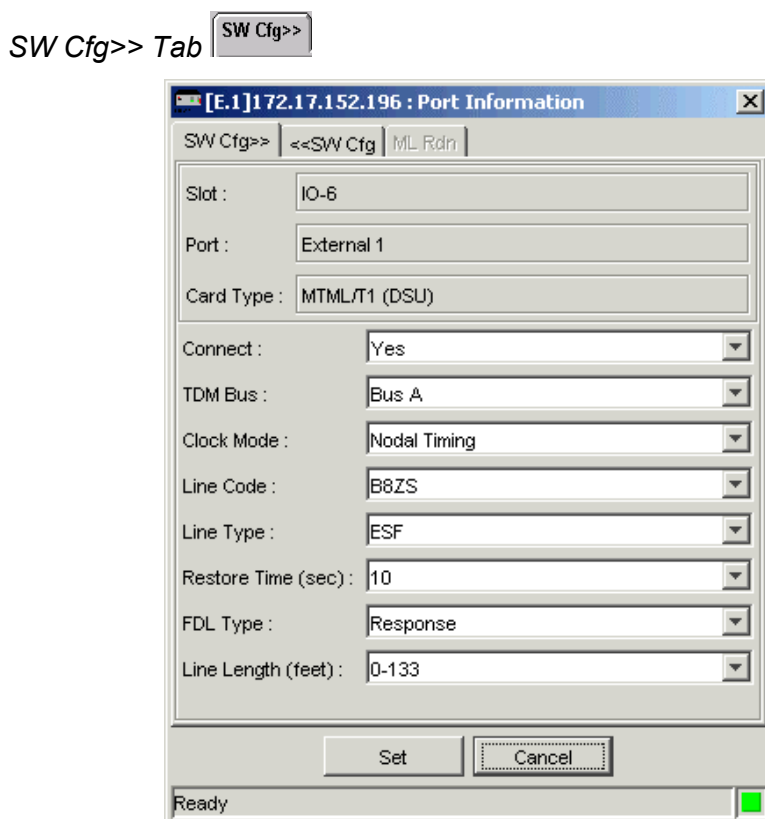 SW Cfg>> Tab SW Cfg>>
[E.1]172.17.152.196 : Port Information
SW Cfg>> <<SW Cfg ML Rdn
Slot : IO-6
Port : External 1
Card Type : MTML/T1 (DSU)
Connect : Yes
TDM Bus : Bus A
Clock Mode : Nodal Timing
Line Code : B8ZS
Line Type : ESF
Restore Time (sec) : 10
FDL Type : Response
Line Length (feet) : 0-133
Set Cancel
Ready